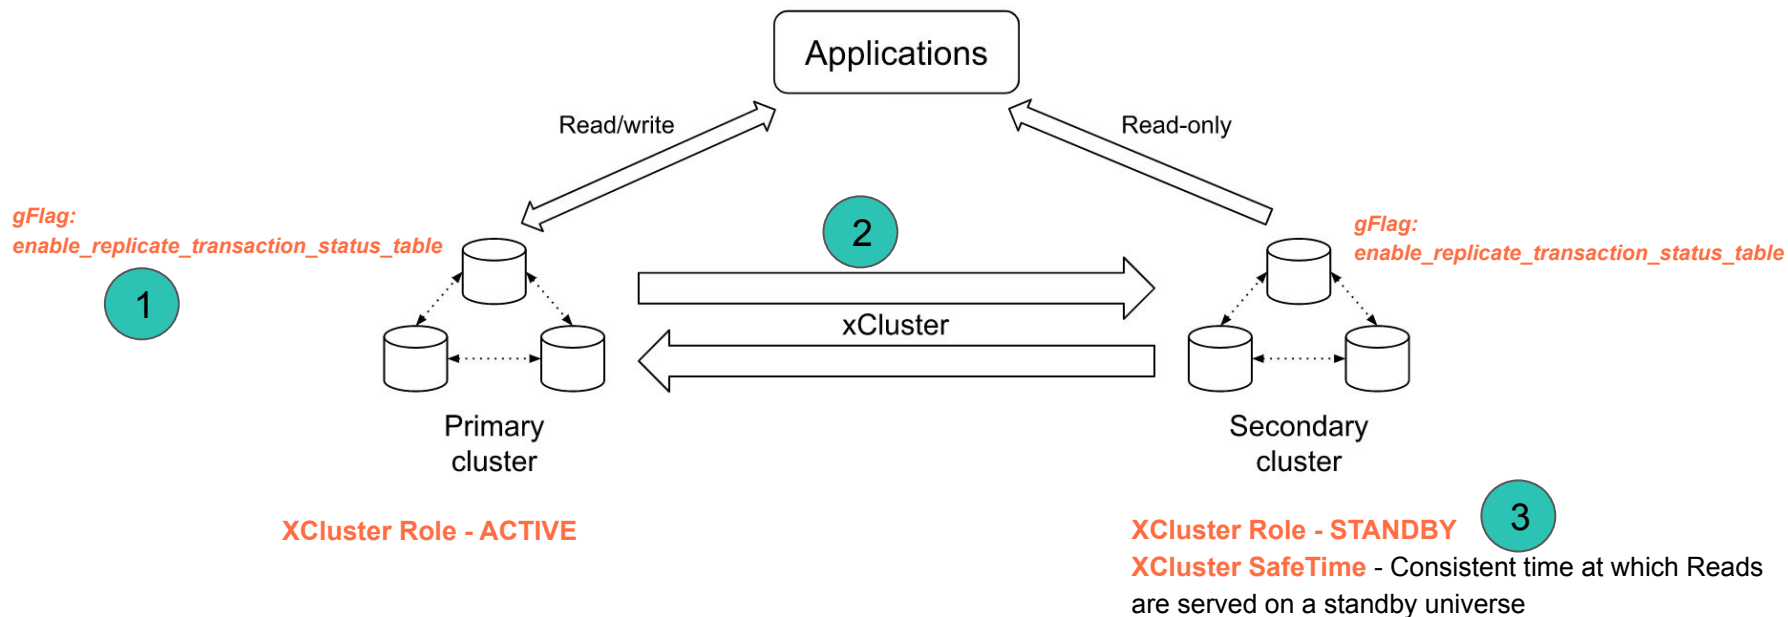 Applications
Read/write
Read-only
gFlag:
enable_replicate_transaction_status_table
1
2
gFlag:
enable_replicate_transaction_status_table
xCluster
Primary
cluster
Secondary
cluster
XCluster Role - ACTIVE
XCluster Role - STANDBY
3
XCluster SafeTime - Consistent time at which Reads
are served on a standby universe